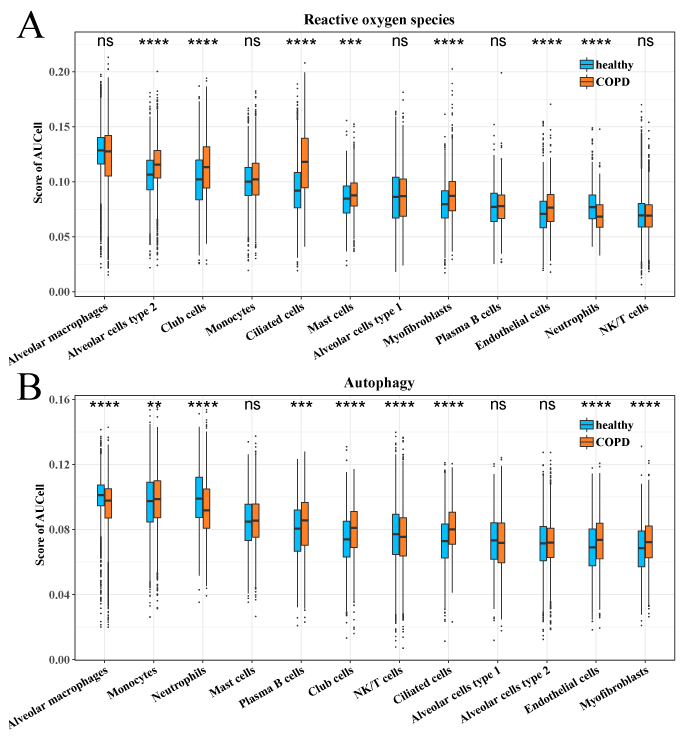 A
Reactive oxygen species
ns **** **** ns **** *** ns **** ns **** **** ns
healthy
COPD
Score of AUCell
0.20
0.15
0.10
0.05
0.00
Alveolar macrophages
Alveolar cells type 2
Club cells
Monocytes
Ciliated cells
Mast cells
Alveolar cells type 1
Myofibroblasts
Plasma B cells
Endothelial cells
Neutrophils
NK/T cells
B
Autophagy
**** ** **** ns *** **** **** **** ns ns **** ****
healthy
COPD
Score of AUCell
0.16
0.12
0.08
0.04
0.00
Alveolar macrophages
Monocytes
Neutrophils
Mast cells
Plasma B cells
Club cells
NK/T cells
Ciliated cells
Alveolar cells type 1
Alveolar cells type 2
Endothelial cells
Myofibroblasts